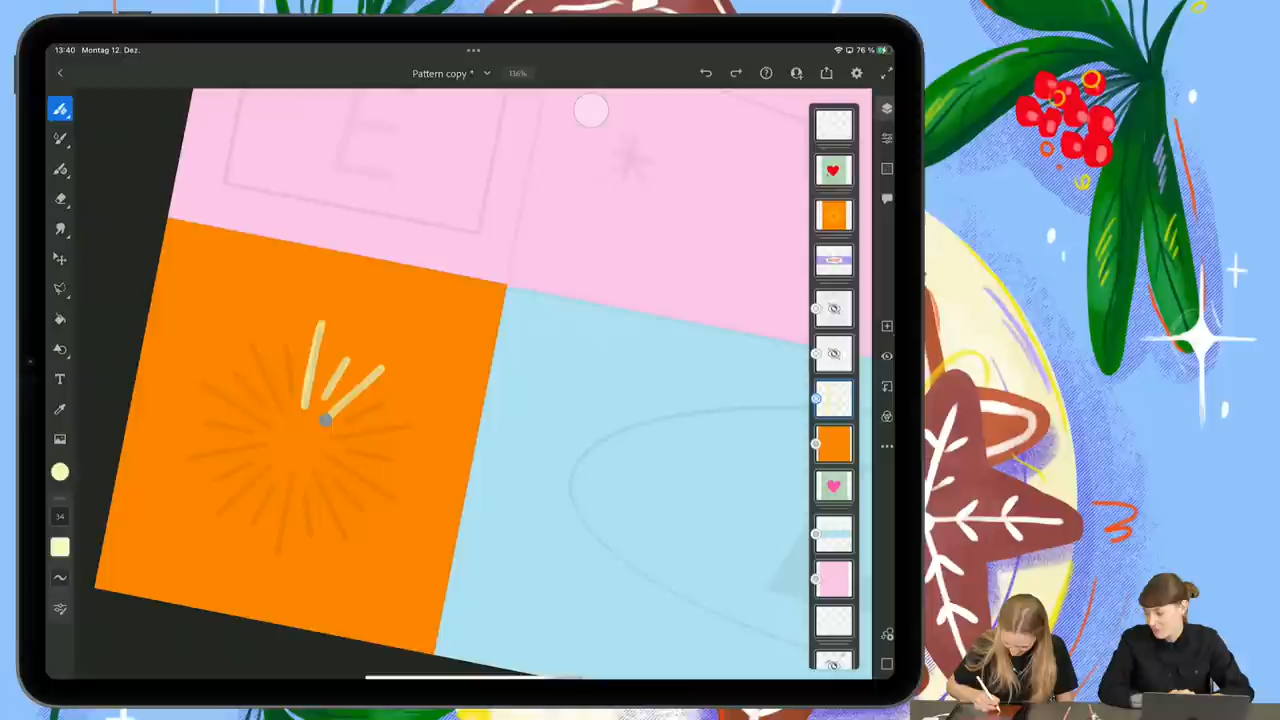 13:40 Montag 12. Dez.
76 %
Pattern copy *
136%
T
34